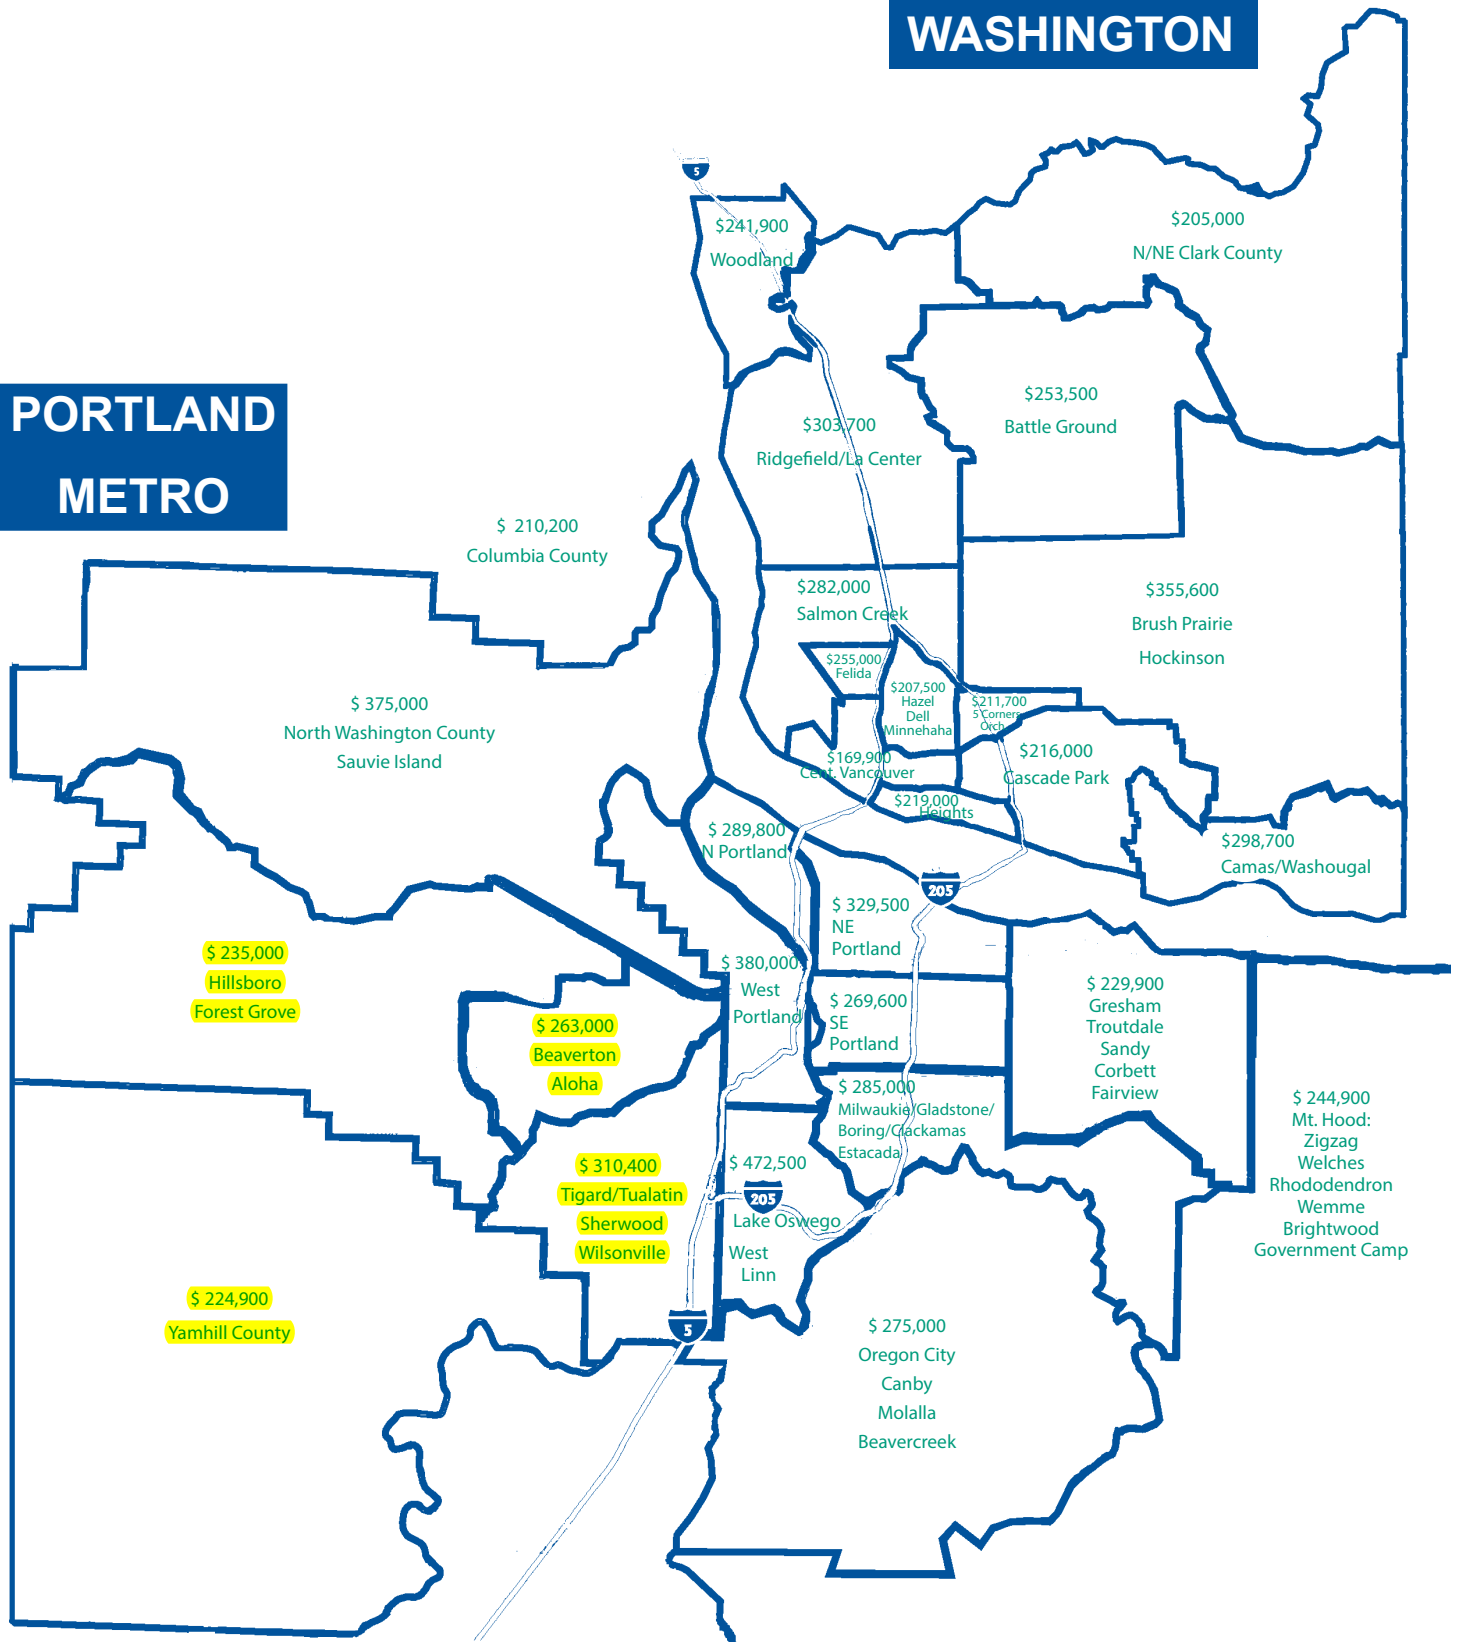 WASHINGTON
5
$241,900
Woodland
$205,000
N/NE Clark County
PORTLAND
METRO
$253,500
Battle Ground
$303,700
Ridgefield/La Center
$ 210,200
Columbia County
$282,000
Salmon Creek
$355,600
Brush Prairie
Hockinson
$255,000
Felida
$207,500
Hazel
Dell
Minnehaha
$211,700
5 Corners
Orch
$ 375,000
North Washington County
Sauvie Island
$169,900
Cent. Vancouver
$216,000
Cascade Park
$219,000
Heights
$ 289,800
N Portland
$298,700
Camas/Washougal
205
$ 329,500
NE
Portland
$ 235,000
Hillsboro
Forest Grove
$ 380,000
West
Portland
$ 269,600
SE
Portland
$ 229,900
Gresham
Troutdale
Sandy
Corbett
Fairview
$ 263,000
Beaverton
Aloha
$ 285,000
Milwaukie/Gladstone/
Boring/Clackamas
Estacada
$ 244,900
Mt. Hood:
Zigzag
Welches
Rhododendron
Wemme
Brightwood
Government Camp
$ 310,400
Tigard/Tualatin
Sherwood
Wilsonville
$ 472,500
205
Lake Oswego
West
Linn
$ 224,900
Yamhill County
5
$ 275,000
Oregon City
Canby
Molalla
Beavercreek